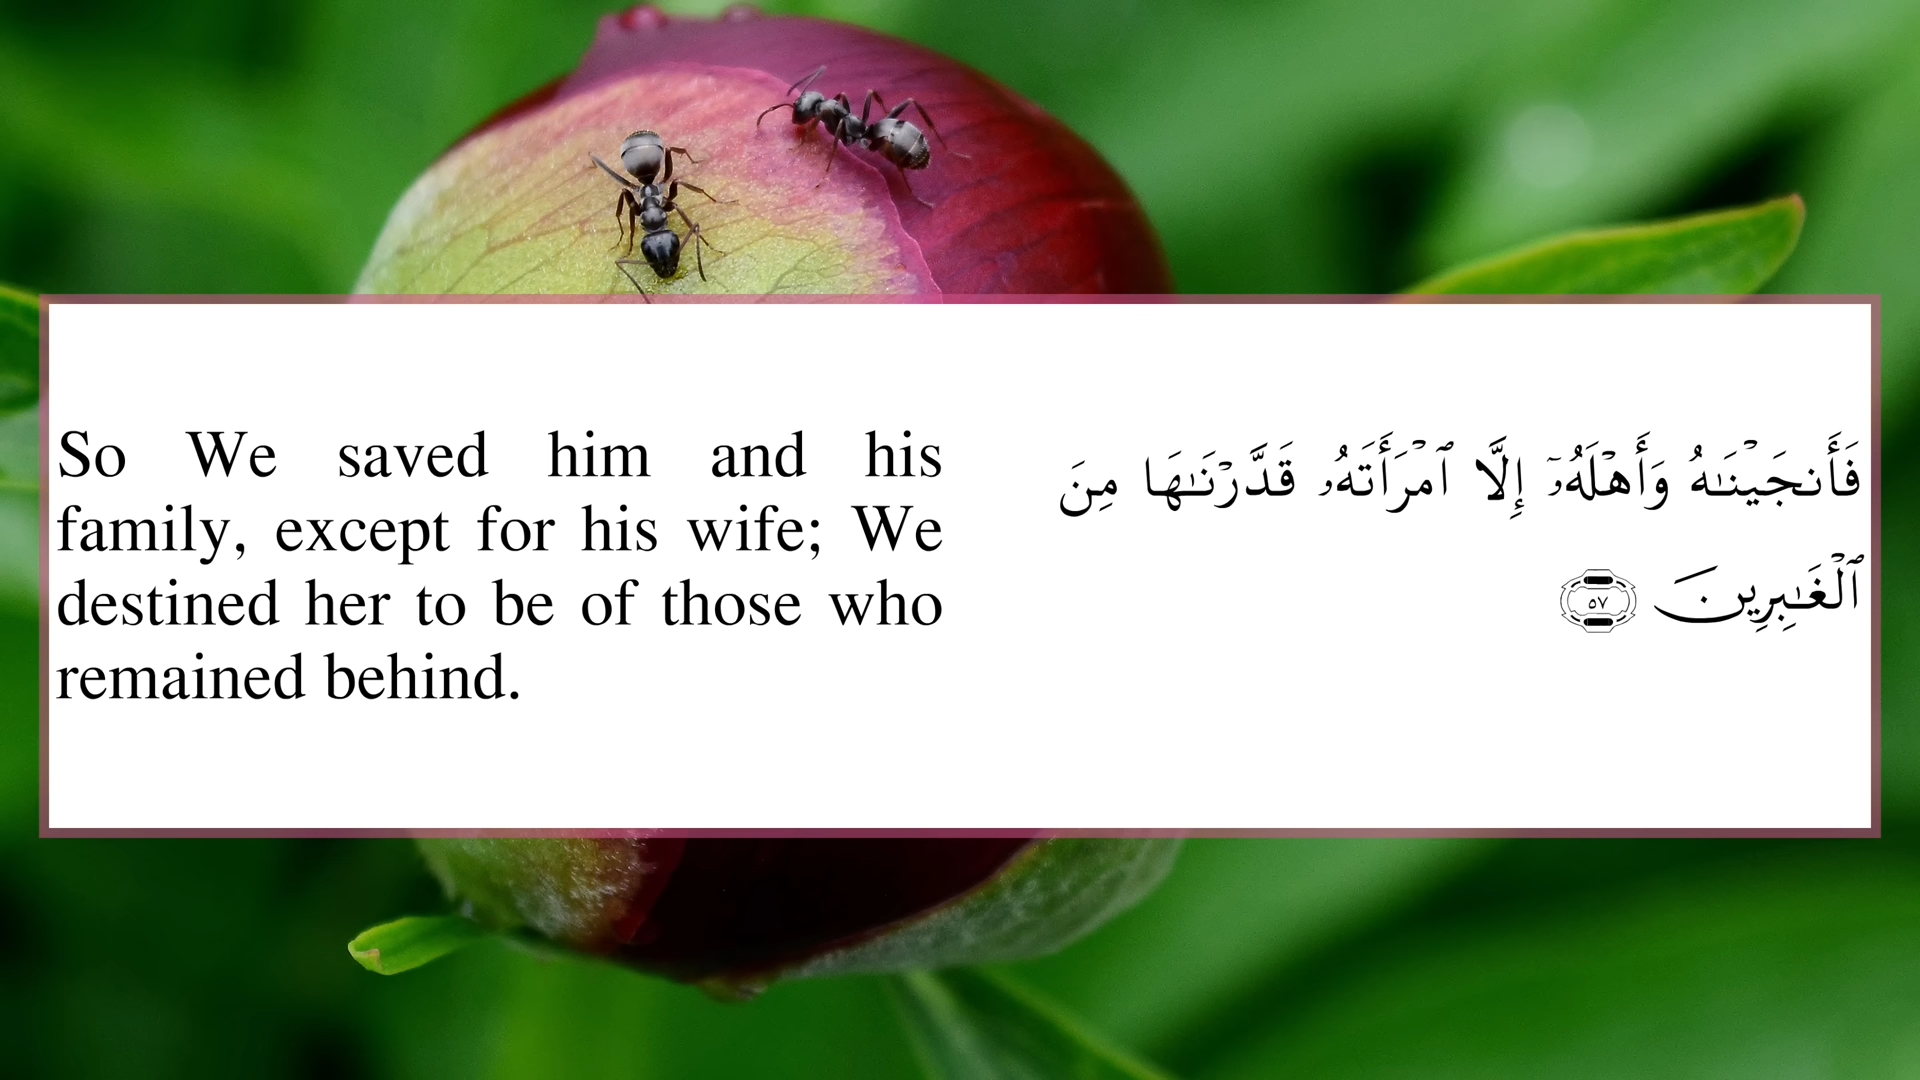 So We saved him and his
family, except for his wife; We
destined her to be of those who
remained behind.
فَأَنجَيْنَـٰهُ وَأَهْلَهُۥٓ إِلَّا ٱمْرَأَتَهُۥ قَدَّرْنَـٰهَا مِنَ
ٱلْغَـٰبِرِينَ ٥٧